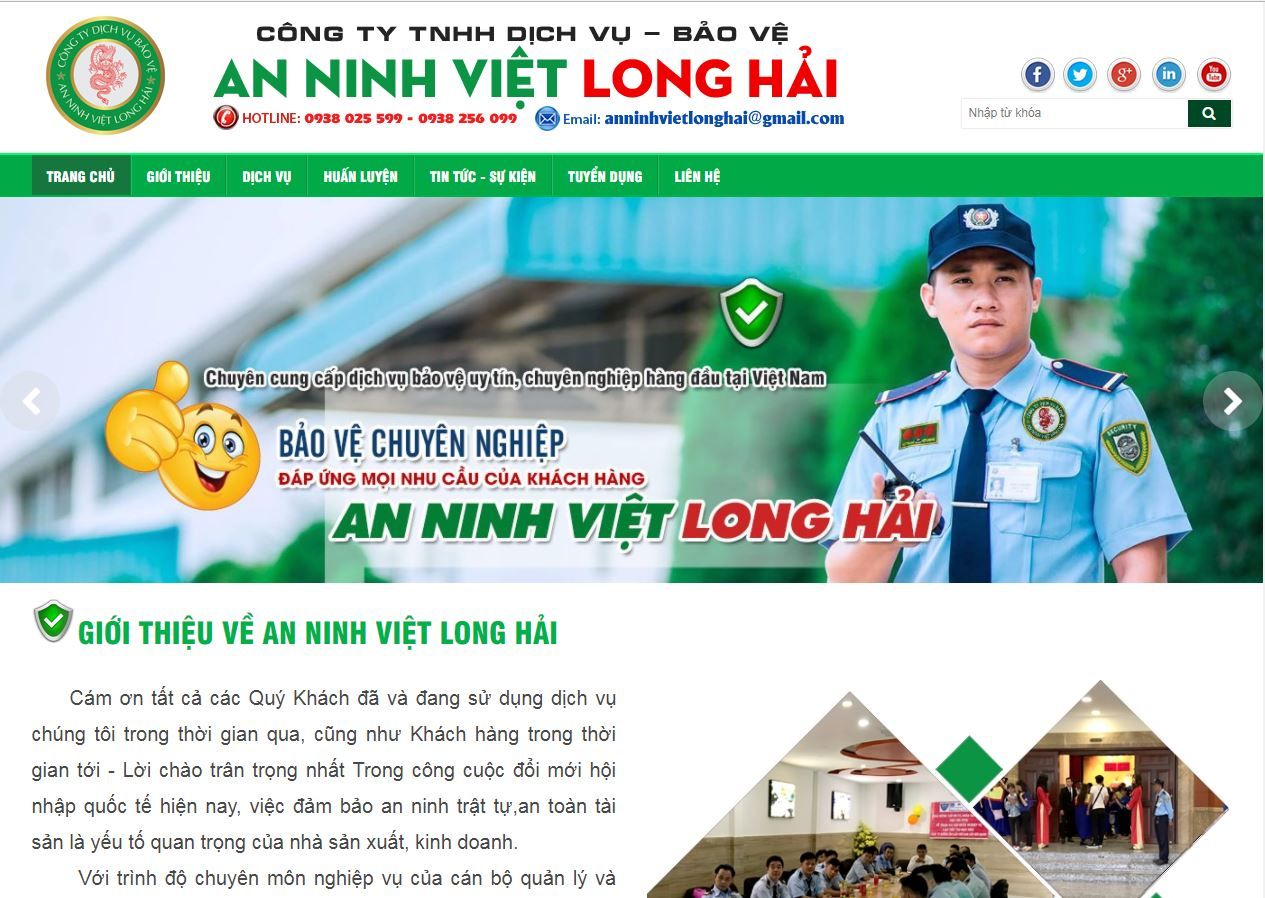 CÔNG TY DỊCH VỤ BẢO VỆ
AN NINH VIỆT LONG HẢI
CÔNG TY TNHH DỊCH VỤ – BẢO VỆ
AN NINH VIỆT LONG HẢI
HOTLINE: 0938 025 599 - 0938 256 099
Email: anninhvietlonghai@gmail.com
You Tube
Nhập từ khóa
TRANG CHỦ
GIỚI THIỆU
DỊCH VỤ
HUẤN LUYỆN
TIN TỨC - SỰ KIỆN
TUYỂN DỤNG
LIÊN HỆ
Chuyên cung cấp dịch vụ bảo vệ uy tín, chuyên nghiệp hàng đầu tại Việt Nam
BẢO VỆ CHUYÊN NGHIỆP
ĐÁP ỨNG MỌI NHU CẦU CỦA KHÁCH HÀNG
AN NINH VIỆT LONG HẢI
SECURITY
GIỚI THIỆU VỀ AN NINH VIỆT LONG HẢI
Cám ơn tất cả các Quý Khách đã và đang sử dụng dịch vụ
chúng tôi trong thời gian qua, cũng như Khách hàng trong thời
gian tới - Lời chào trân trọng nhất Trong công cuộc đổi mới hội
nhập quốc tế hiện nay, việc đảm bảo an ninh trật tự,an toàn tài
sản là yếu tố quan trọng của nhà sản xuất, kinh doanh.
Với trình độ chuyên môn nghiệp vụ của cán bộ quản lý và